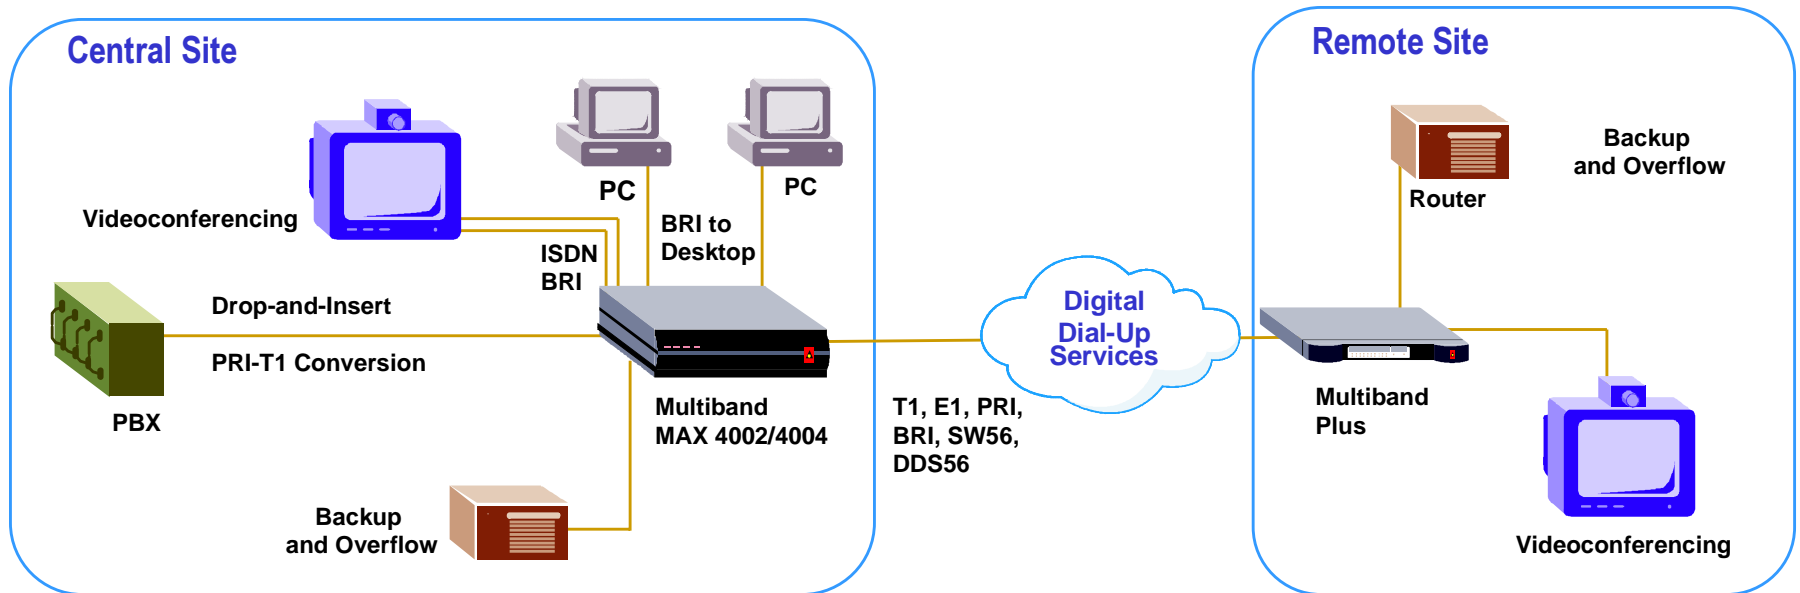 Central Site
Remote Site
PC
PC
Videoconferencing
BRI to
Desktop
ISDN
BRI
Drop-and-Insert
PRI-T1 Conversion
PBX
Multiband
MAX 4002/4004
Backup
and Overflow
Digital
Dial-Up
Services
T1, E1, PRI,
BRI, SW56,
DDS56
Router
Backup
and Overflow
Multiband
Plus
Videoconferencing